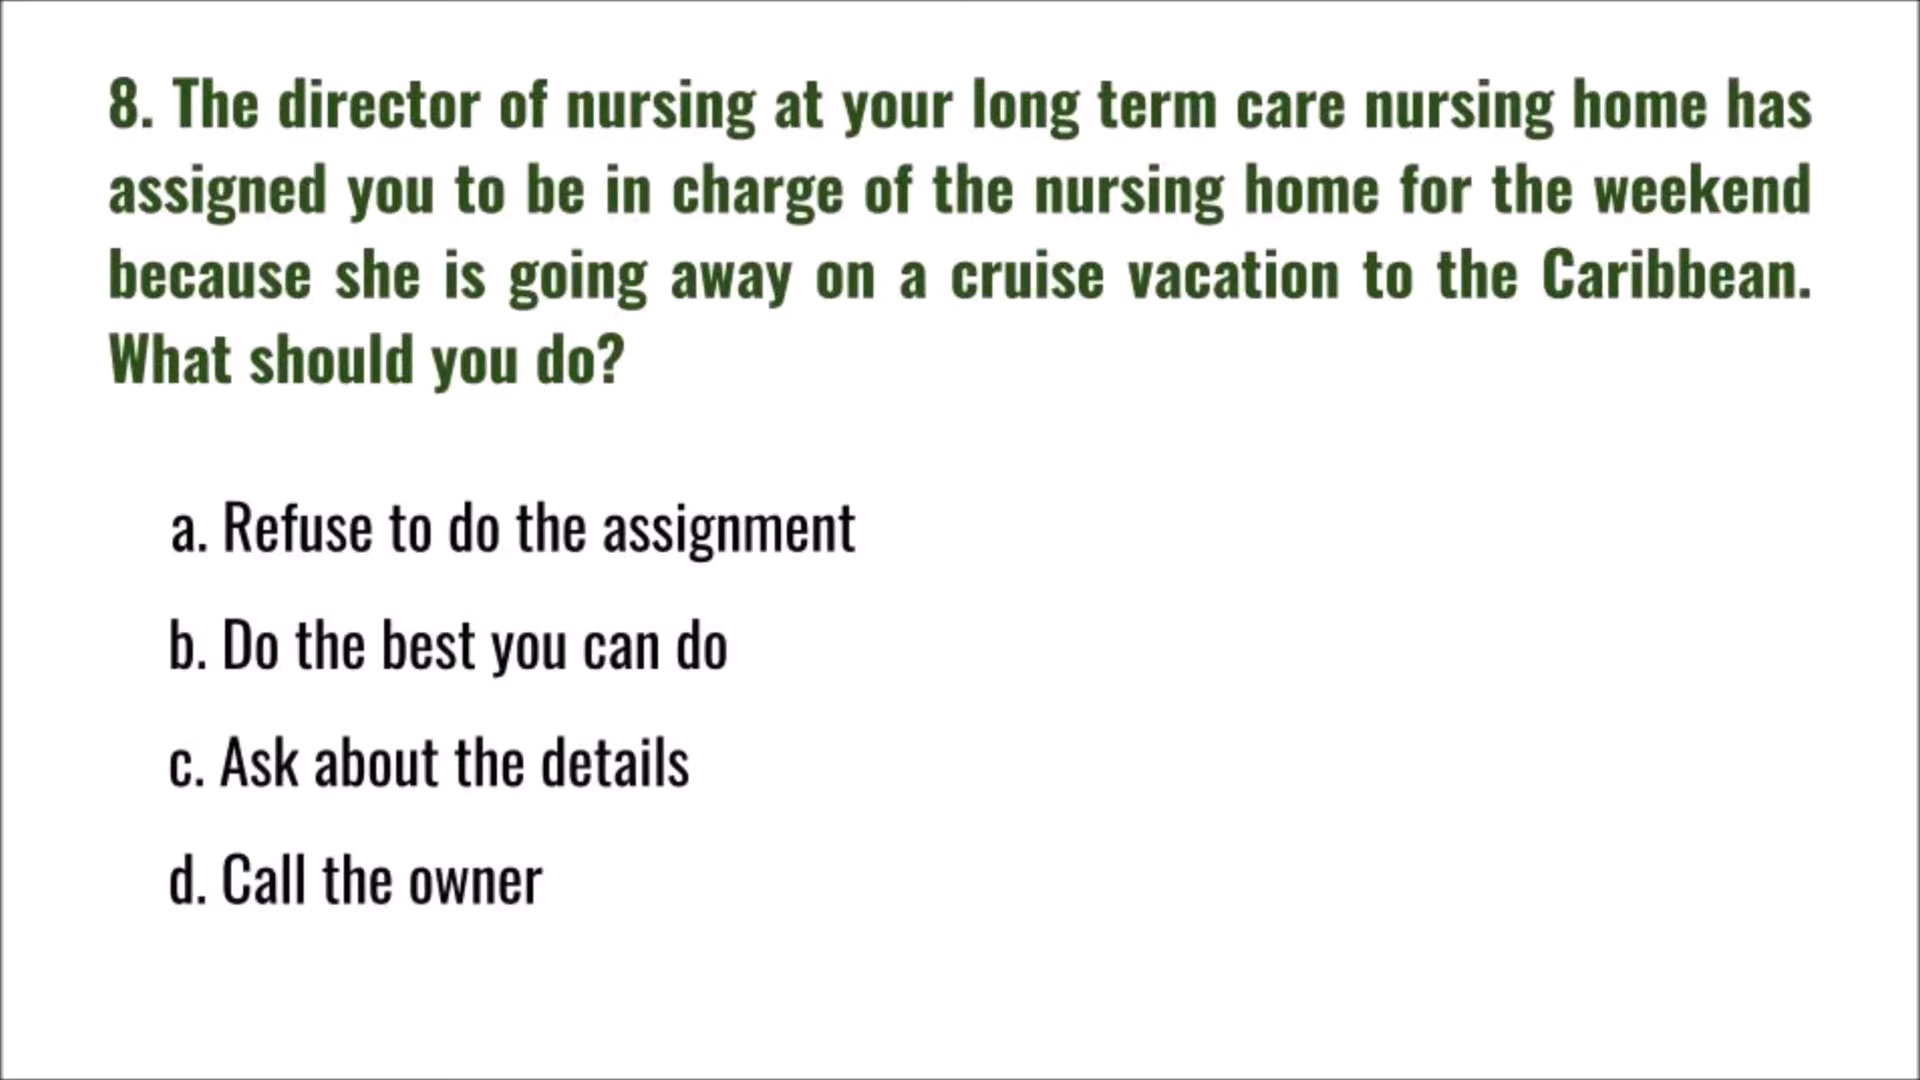 8. The director of nursing at your long term care nursing home has
assigned you to be in charge of the nursing home for the weekend
because she is going away on a cruise vacation to the Caribbean.
What should you do?
a. Refuse to do the assignment
b. Do the best you can do
c. Ask about the details
d. Call the owner